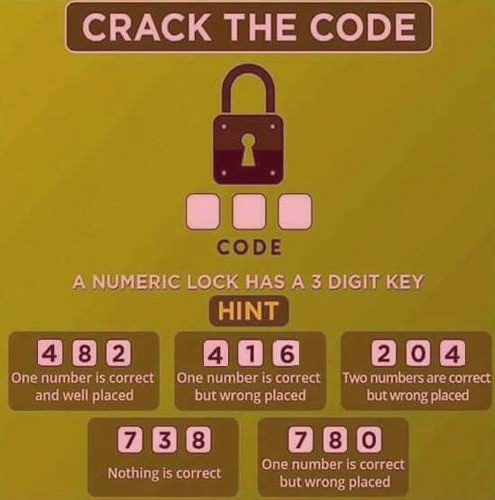 CRACK THE CODE
CODE
A NUMERIC LOCK HAS A 3 DIGIT KEY
HINT
4 8 2
One number is correct
and well placed
4 1 6
One number is correct
but wrong placed
2 0 4
Two numbers are correct
but wrong placed
7 3 8
Nothing is correct
7 8 0
One number is correct
but wrong placed